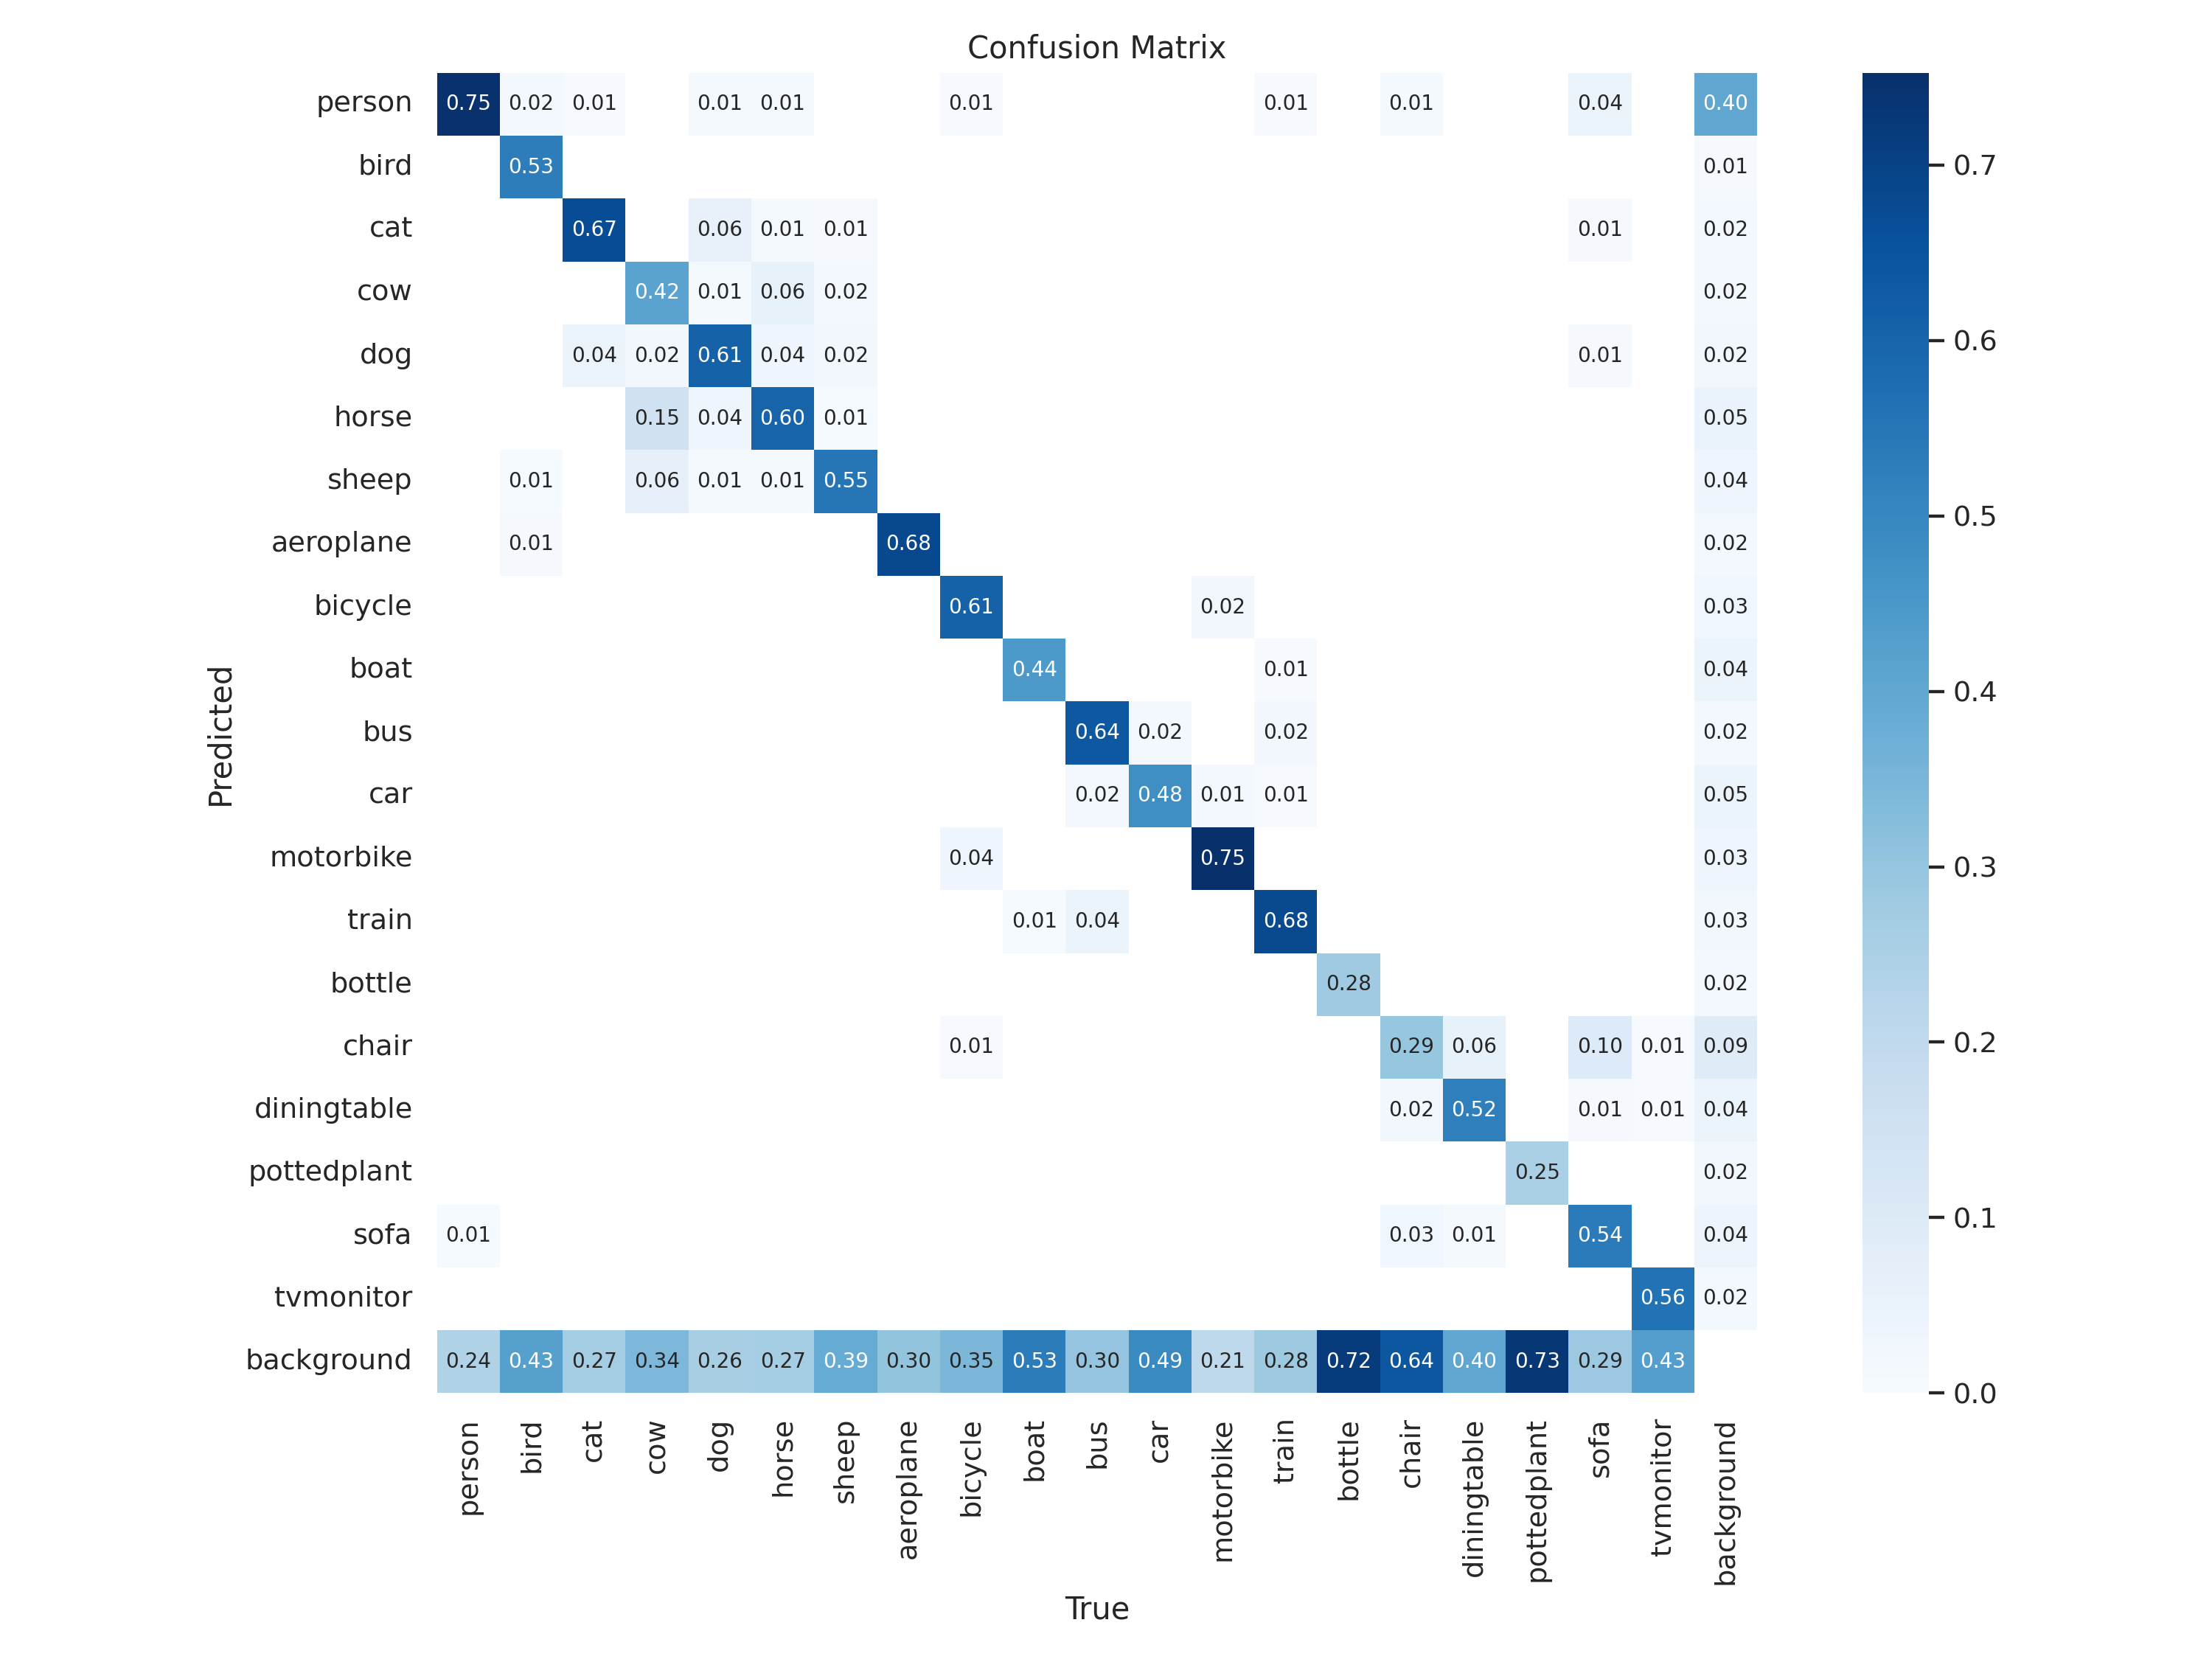 Confusion Matrix
person 0.75 0.02 0.01 0.01 0.01 0.01 0.01 0.01 0.04 0.40
bird 0.53 0.01 0.7
cat 0.67 0.06 0.01 0.01 0.01 0.02
cow 0.42 0.01 0.06 0.02 0.02
dog 0.04 0.02 0.61 0.04 0.02 0.01 0.02 0.6
horse 0.15 0.04 0.60 0.01 0.05
sheep 0.01 0.06 0.01 0.01 0.55 0.04
0.5
aeroplane 0.01 0.68 0.02
bicycle 0.61 0.02 0.03
boat 0.44 0.01 0.04 0.4
bus 0.64 0.02 0.02 0.02
Predicted
car 0.02 0.48 0.01 0.01 0.05
motorbike 0.04 0.75 0.03 0.3
train 0.01 0.04 0.68 0.03
bottle 0.28 0.02
chair 0.01 0.29 0.06 0.10 0.01 0.09 0.2
diningtable 0.02 0.52 0.01 0.01 0.04
pottedplant 0.25 0.02
sofa 0.01 0.03 0.01 0.54 0.04 0.1
tvmonitor 0.56 0.02
background 0.24 0.43 0.27 0.34 0.26 0.27 0.39 0.30 0.35 0.53 0.30 0.49 0.21 0.28 0.72 0.64 0.40 0.73 0.29 0.43
0.0
person bird cat cow dog horse sheep aeroplane bicycle boat bus car motorbike train bottle chair diningtable pottedplant sofa tvmonitor background
True